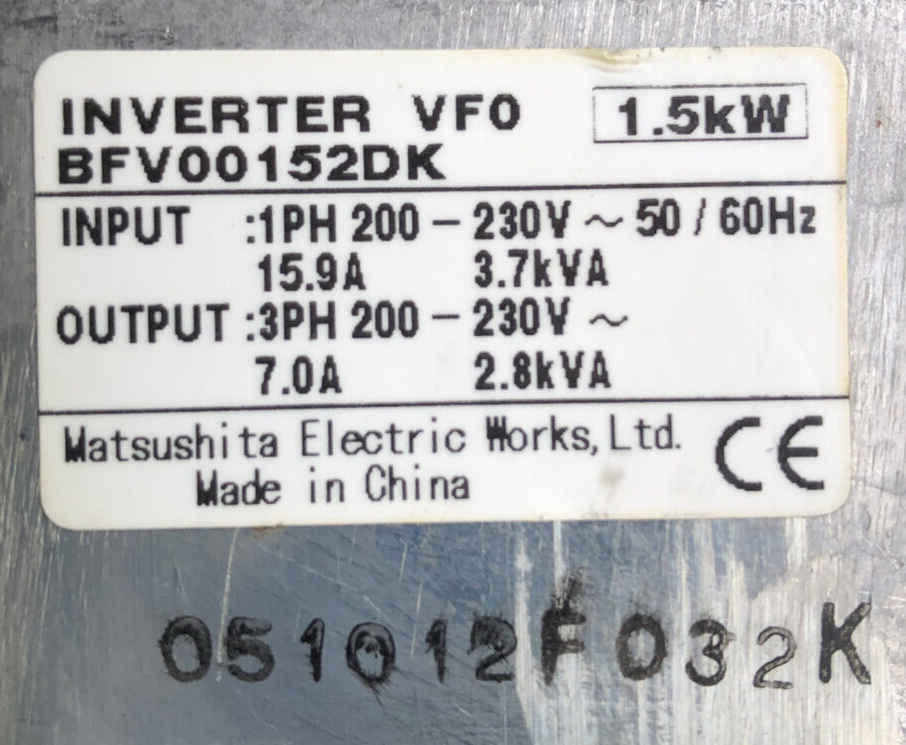 INVERTER VF0 1.5kW
BFV00152DK
INPUT :1PH 200 - 230V ~ 50 / 60Hz
15.9A 3.7kVA
OUTPUT :3PH 200 - 230V ~
7.0A 2.8kVA
Matsushita Electric Works, Ltd. CE
Made in China
051012F032K